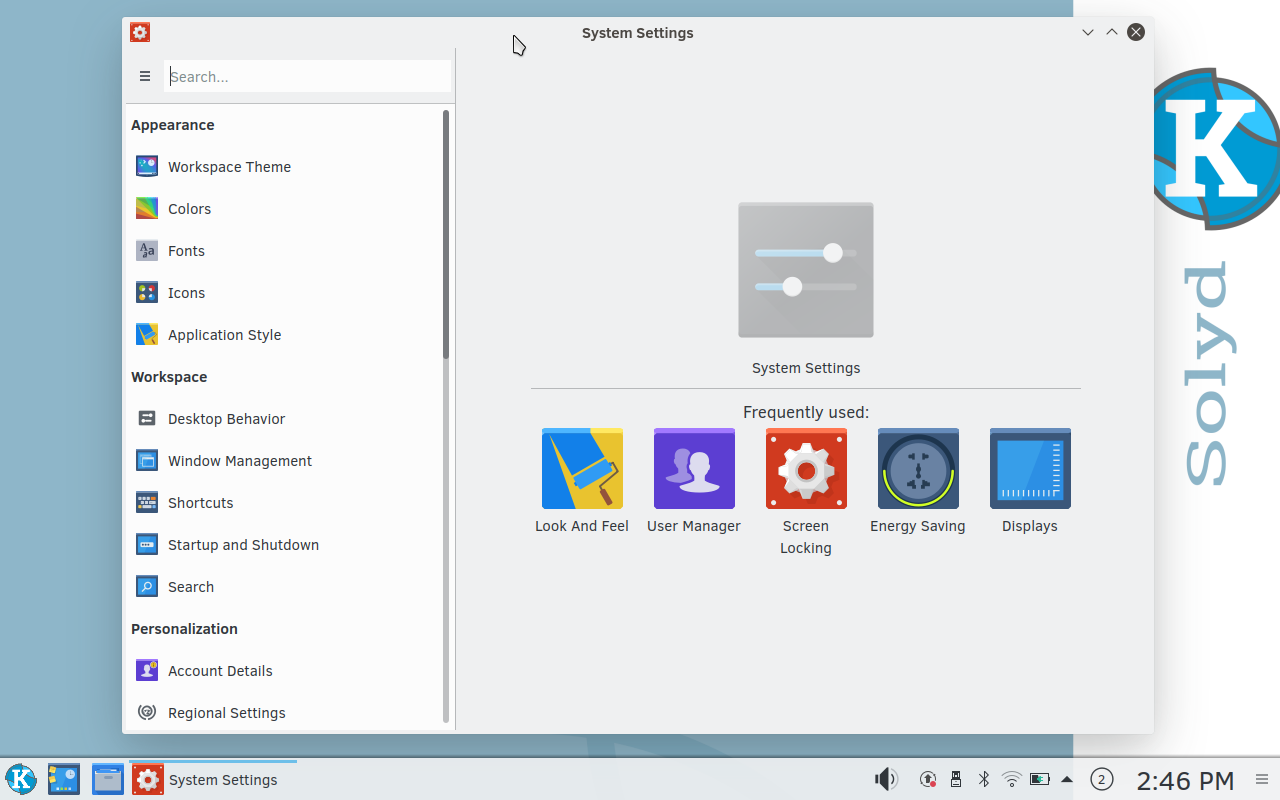 System Settings
Search...
Appearance
Workspace Theme
Colors
Fonts
Icons
Application Style
Workspace
Desktop Behavior
Window Management
Shortcuts
Startup and Shutdown
Search
Personalization
Account Details
Regional Settings
System Settings
Frequently used:
Look And Feel
User Manager
Screen
Locking
Energy Saving
Displays
K
Solyd
K
System Settings
2
2:46 PM